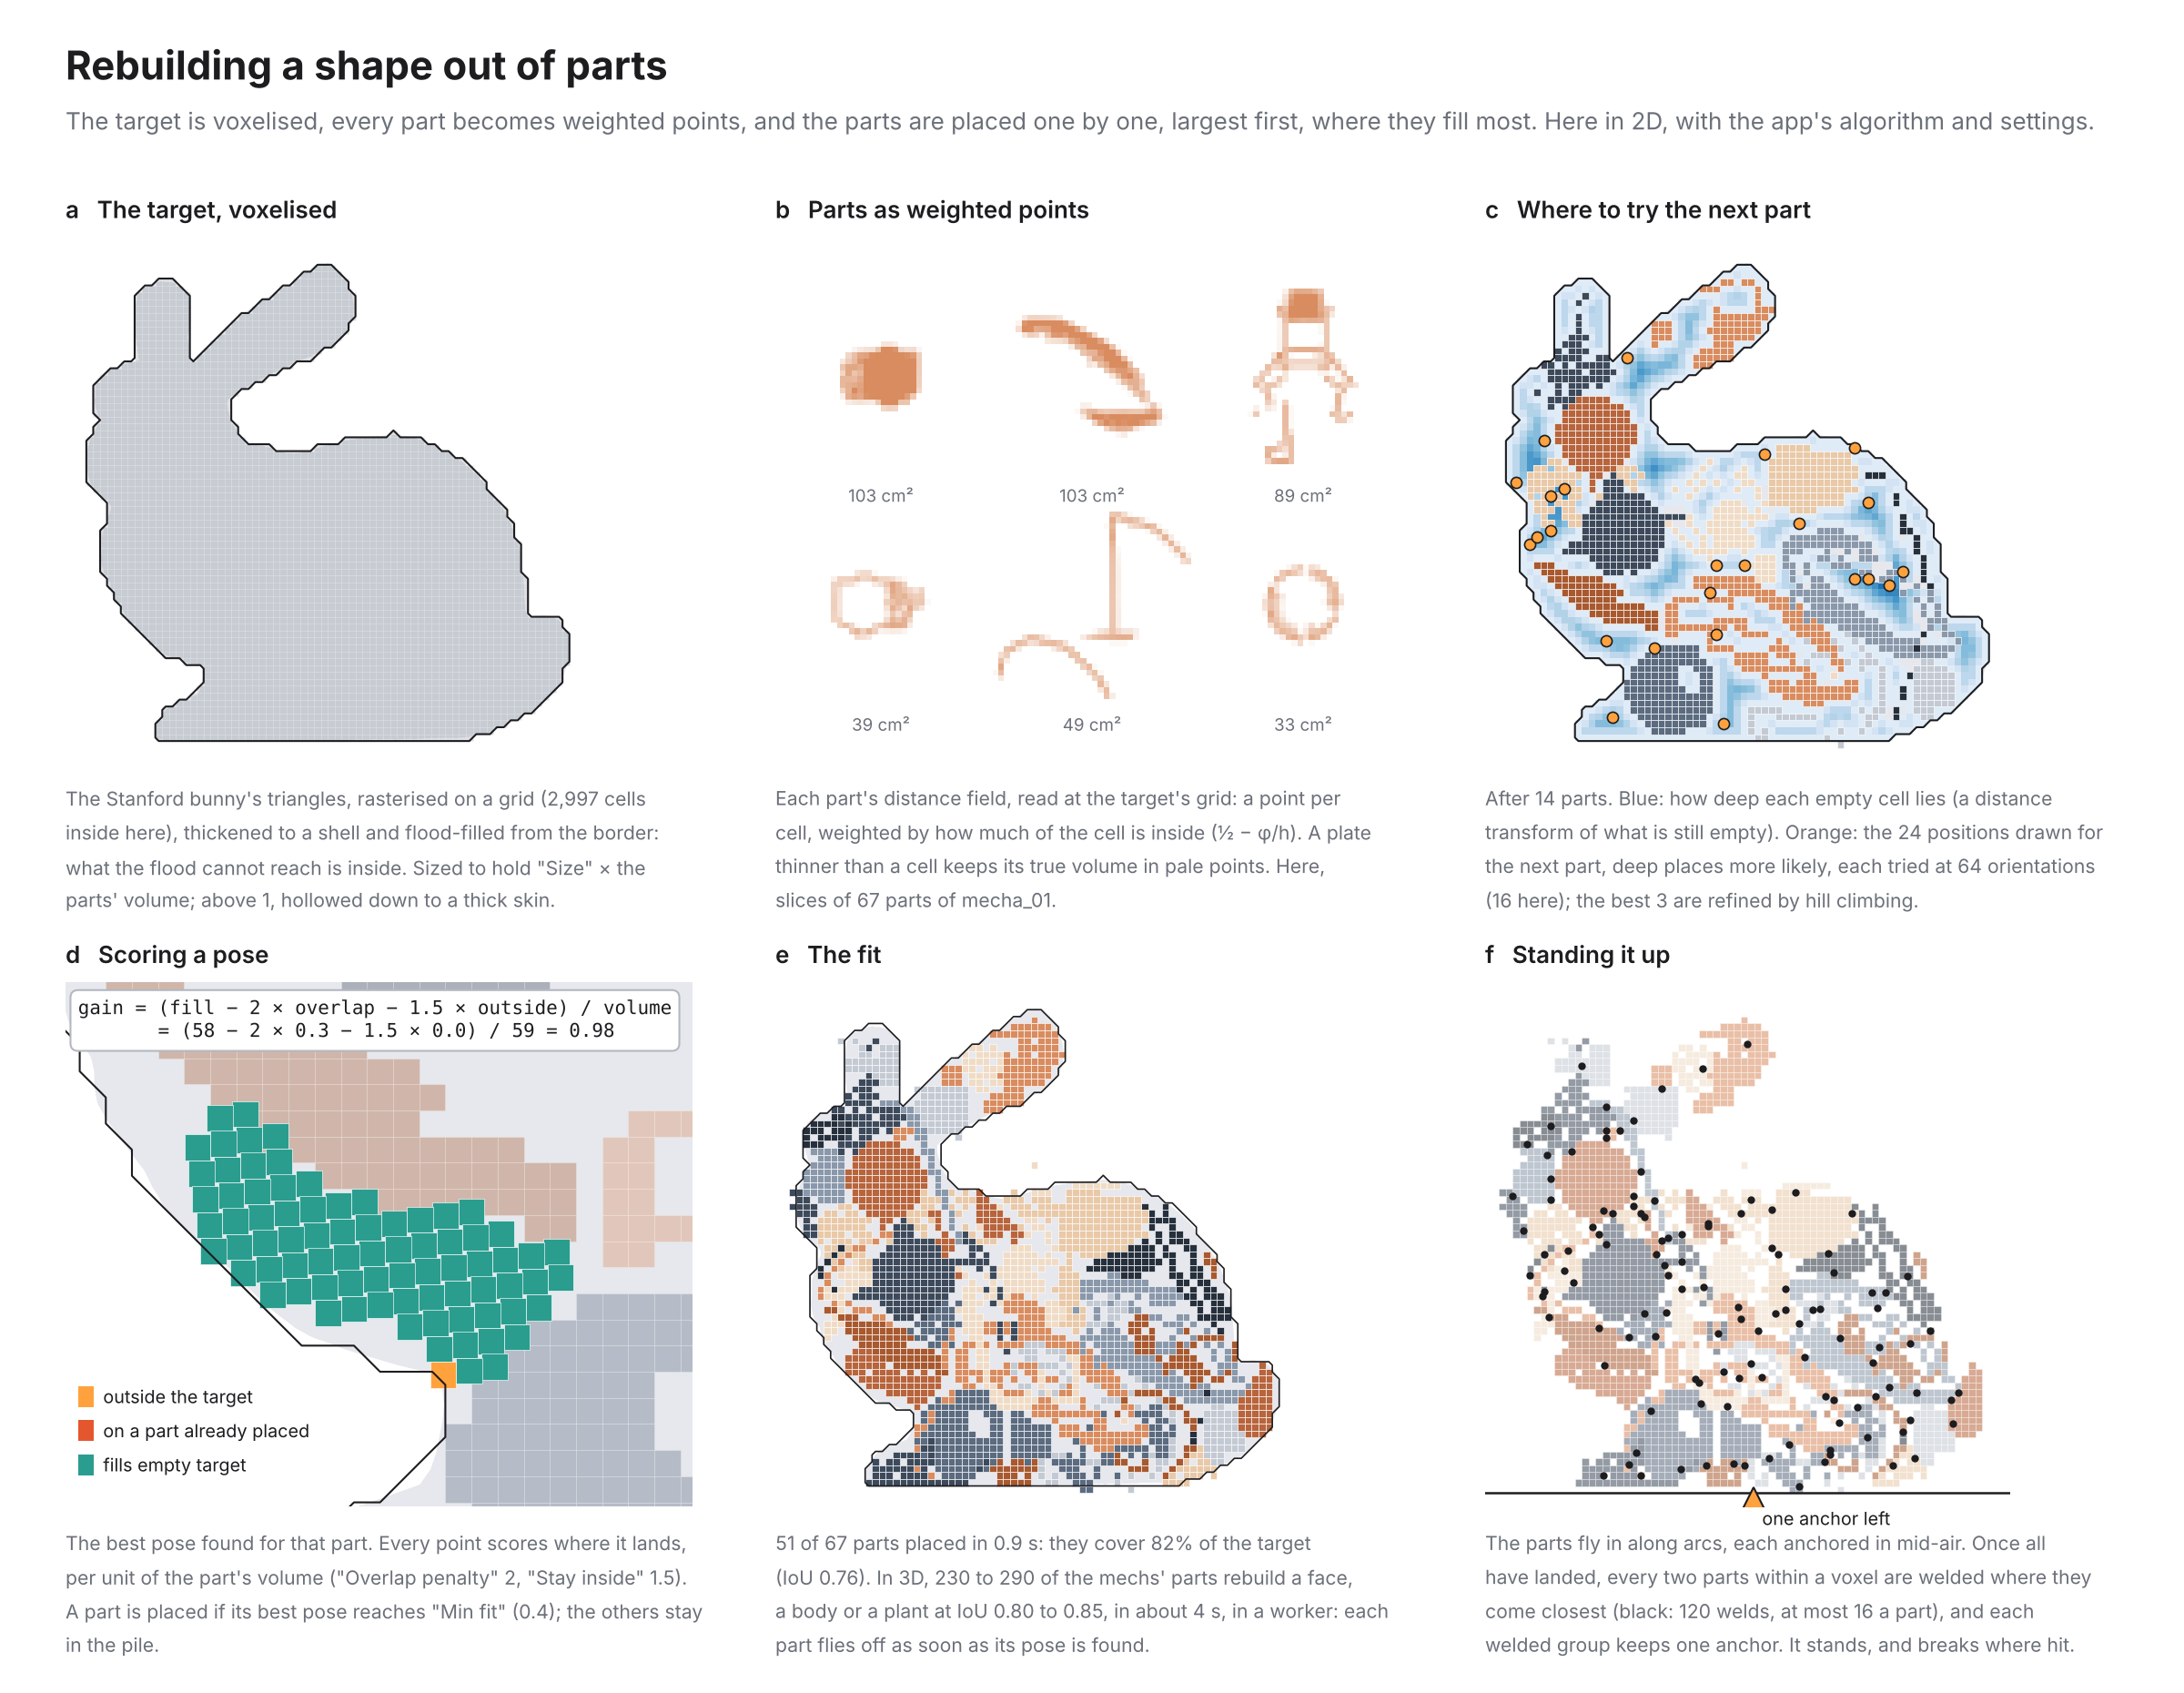 Rebuilding a shape out of parts
The target is voxelised, every part becomes weighted points, and the parts are placed one by one, largest first, where they fill most. Here in 2D, with the app's algorithm and settings.
a The target, voxelised
The Stanford bunny's triangles, rasterised on a grid (2,997 cells
inside here), thickened to a shell and flood-filled from the border:
what the flood cannot reach is inside. Sized to hold "Size" × the
parts' volume; above 1, hollowed down to a thick skin.
b Parts as weighted points
103 cm²
103 cm²
89 cm²
39 cm²
49 cm²
33 cm²
Each part's distance field, read at the target's grid: a point per
cell, weighted by how much of the cell is inside (½ − φ/h). A plate
thinner than a cell keeps its true volume in pale points. Here,
slices of 67 parts of mecha_01.
c Where to try the next part
After 14 parts. Blue: how deep each empty cell lies (a distance
transform of what is still empty). Orange: the 24 positions drawn for
the next part, deep places more likely, each tried at 64 orientations
(16 here); the best 3 are refined by hill climbing.
d Scoring a pose
gain = (fill − 2 × overlap − 1.5 × outside) / volume
= (58 − 2 × 0.3 − 1.5 × 0.0) / 59 = 0.98
outside the target
on a part already placed
fills empty target
The best pose found for that part. Every point scores where it lands,
per unit of the part's volume ("Overlap penalty" 2, "Stay inside" 1.5).
A part is placed if its best pose reaches "Min fit" (0.4); the others stay
in the pile.
e The fit
51 of 67 parts placed in 0.9 s: they cover 82% of the target
(IoU 0.76). In 3D, 230 to 290 of the mechs' parts rebuild a face,
a body or a plant at IoU 0.80 to 0.85, in about 4 s, in a worker: each
part flies off as soon as its pose is found.
f Standing it up
one anchor left
The parts fly in along arcs, each anchored in mid-air. Once all
have landed, every two parts within a voxel are welded where they
come closest (black: 120 welds, at most 16 a part), and each
welded group keeps one anchor. It stands, and breaks where hit.